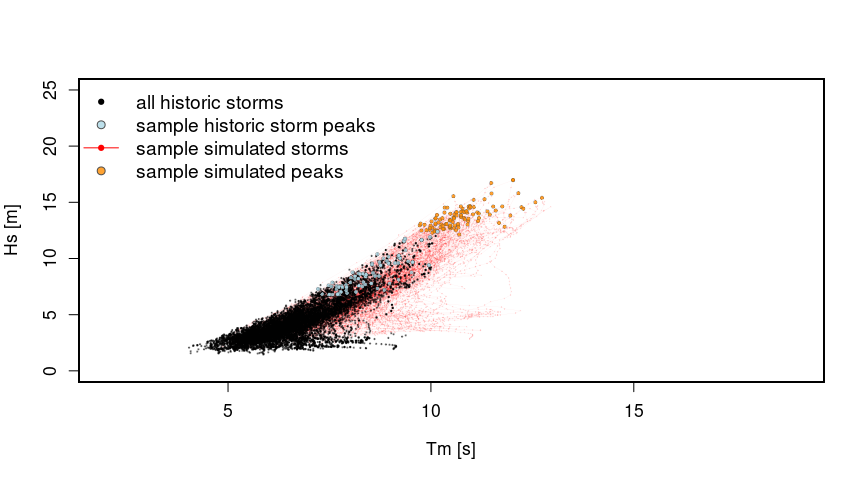 all historic storms
sample historic storm peaks
sample simulated storms
sample simulated peaks
Hs [m]
25
20
15
10
5
0
5
10
15
Tm [s]